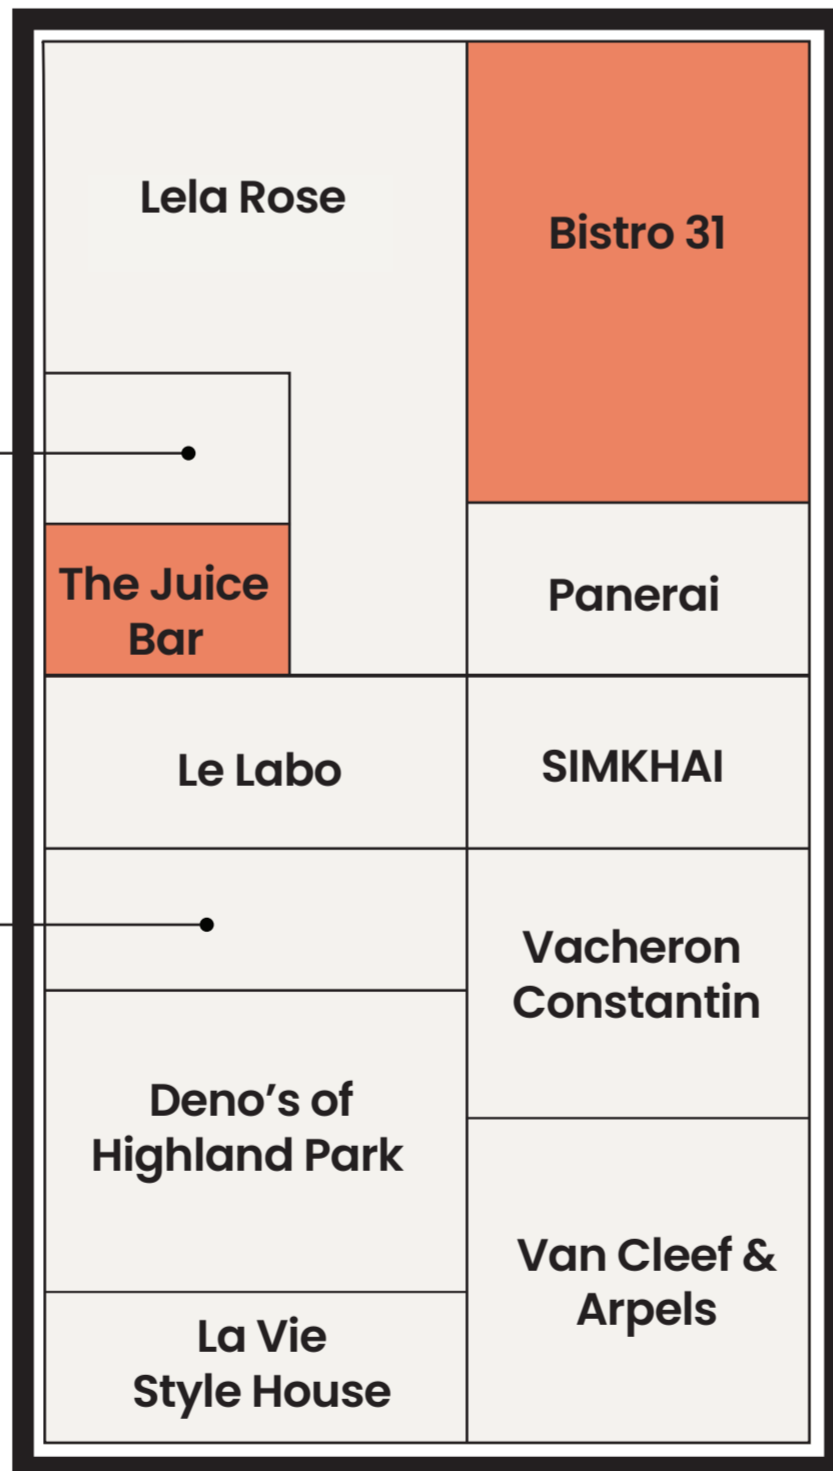 Lela Rose
Bistro 31
The Juice
Bar
Panerai
Le Labo
SIMKHAI
Vacheron
Constantin
Deno’s of
Highland Park
Van Cleef &
Arpels
La Vie
Style House